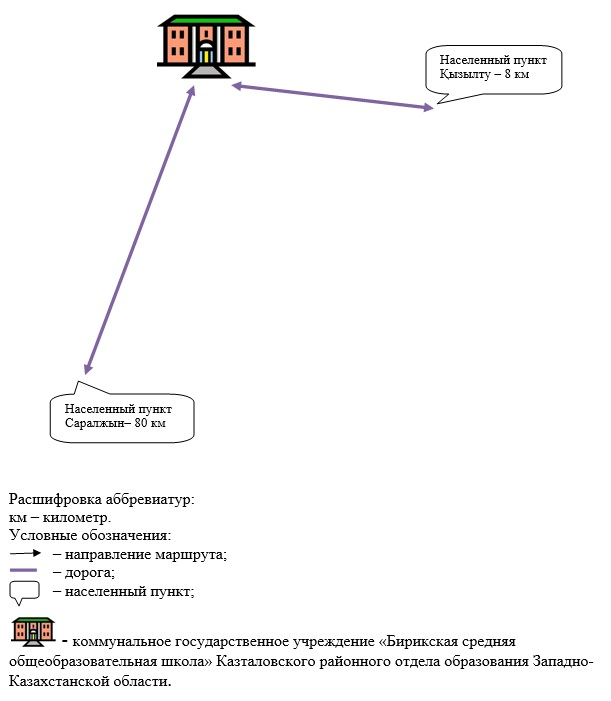 Населенный пункт
Қызылту – 8 км
Населенный пункт
Саралжын– 80 км
Расшифровка аббревиатур:
км – километр.
Условные обозначения:
– направление маршрута;
– дорога;
– населенный пункт;
- коммунальное государственное учреждение «Бирикская средняя
общеобразовательная школа» Казталовского районного отдела образования Западно-
Казахстанской области.